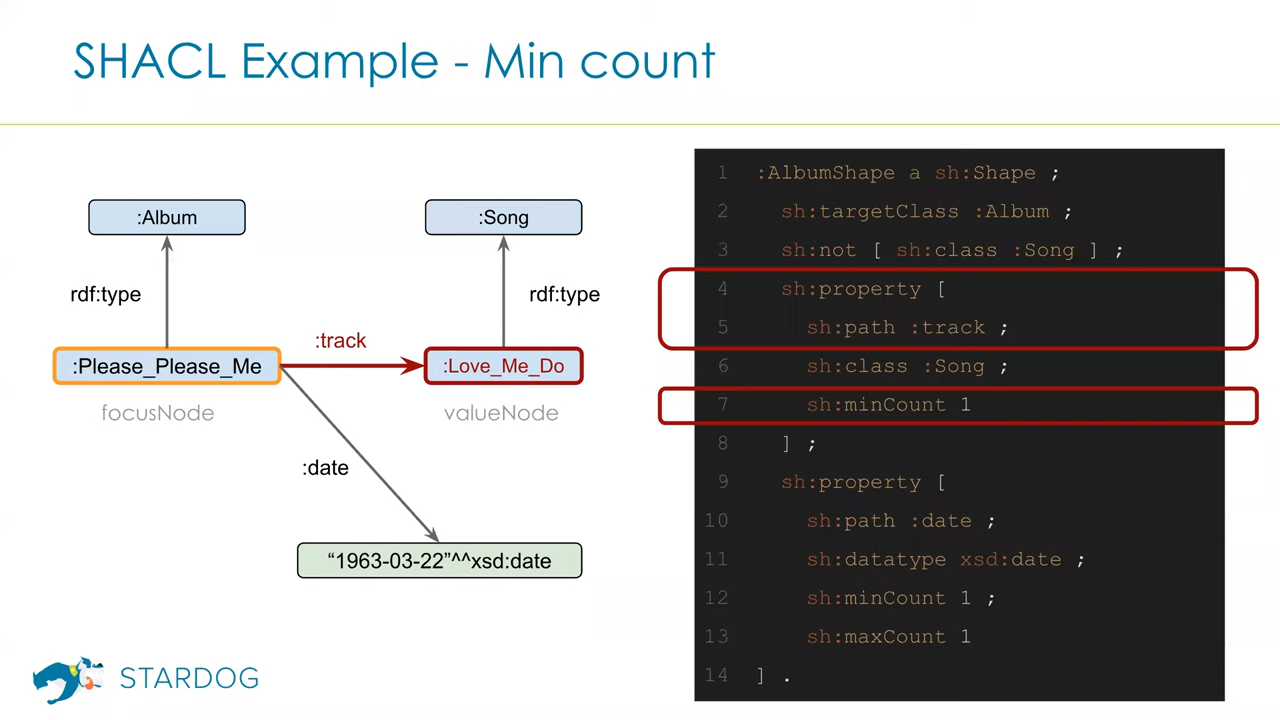 SHACL Example - Min count
:Album
:Song
rdf:type
rdf:type
:track
:Please_Please_Me
:Love_Me_Do
focusNode
valueNode
:date
“1963-03-22”^^xsd:date
STARDOG
1 :AlbumShape a sh:Shape ;
2 sh:targetClass :Album ;
3 sh:not [ sh:class :Song ] ;
4 sh:property [
5 sh:path :track ;
6 sh:class :Song ;
7 sh:minCount 1
8 ] ;
9 sh:property [
10 sh:path :date ;
11 sh:datatype xsd:date ;
12 sh:minCount 1 ;
13 sh:maxCount 1
14 ] .